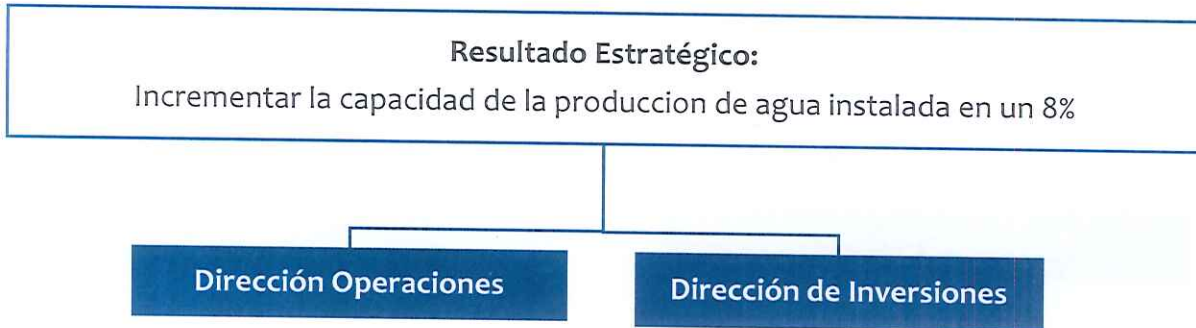 Resultado Estratégico:
Incrementar la capacidad de la produccion de agua instalada en un 8%
Dirección Operaciones
Dirección de Inversiones